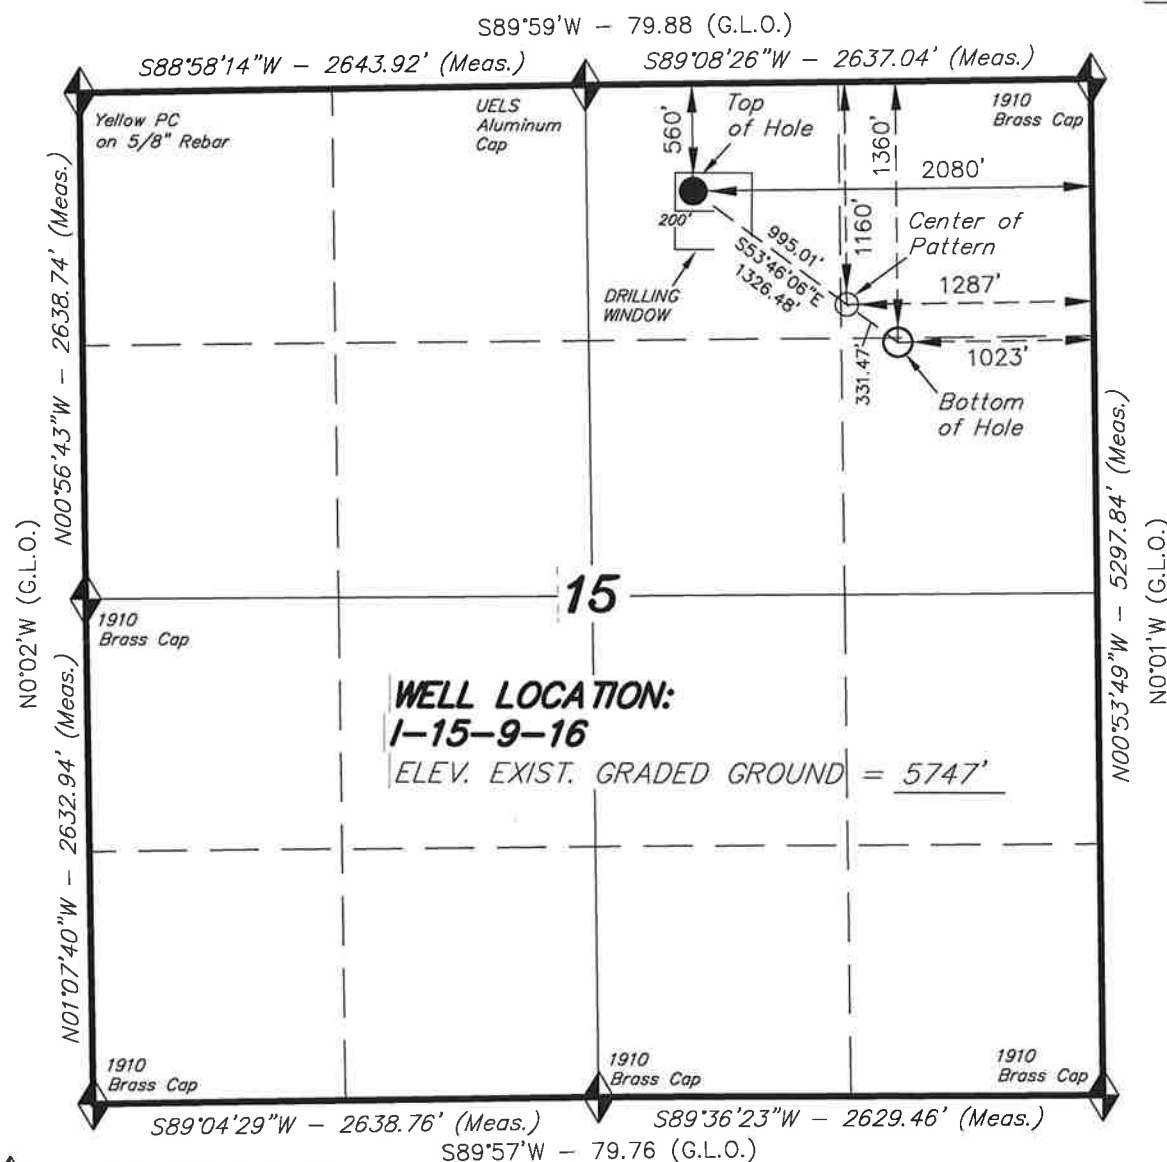 S89°59'W – 79.88 (G.L.O.)
S88°58'14"W – 2643.92' (Meas.)
S89°08'26"W – 2637.04' (Meas.)
Yellow PC
on 5/8" Rebar
UELS
Aluminum
Cap
Top
of Hole
1910
Brass Cap
560'
1360'
2080'
1160'
200'
Center of
Pattern
995.01'
S53°46'06"E
1326.48'
1287'
DRILLING
WINDOW
331.47'
1023'
Bottom
of Hole
N00°56'43"W – 2638.74' (Meas.)
N0°02'W (G.L.O.)
N00°53'49"W – 5297.84' (Meas.)
N0°01'W (G.L.O.)
15
1910
Brass Cap
WELL LOCATION:
I–15–9–16
ELEV. EXIST. GRADED GROUND = 5747'
N01°07'40"W – 2632.94' (Meas.)
1910
Brass Cap
1910
Brass Cap
1910
Brass Cap
S89°04'29"W – 2638.76' (Meas.)
S89°36'23"W – 2629.46' (Meas.)
S89°57'W – 79.76 (G.L.O.)